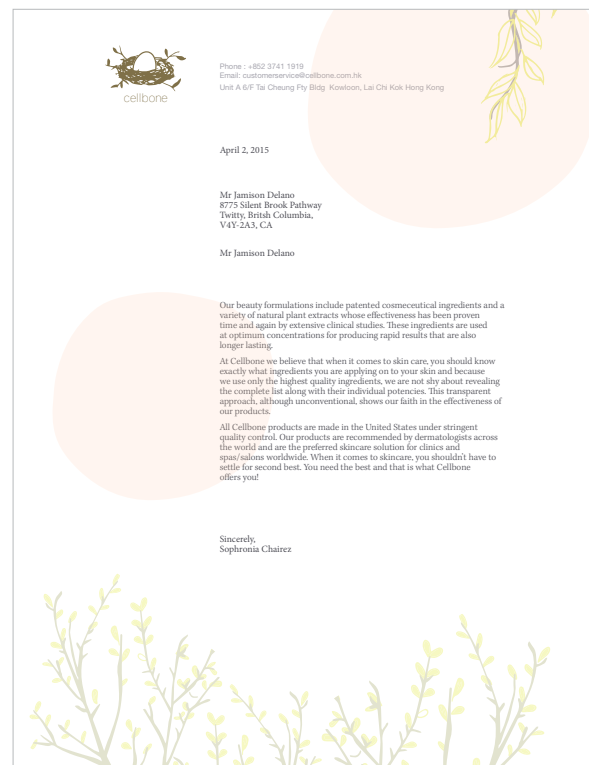 cellbone
Phone : +852 3741 1919
Email: customerservice@cellbone.com.hk
Unit A 6/F Tai Cheung Fty Bldg Kowloon, Lai Chi Kok Hong Kong
April 2, 2015
Mr Jamison Delano
8775 Silent Brook Pathway
Twitty, Britsh Columbia,
V4Y-2A3, CA
Mr Jamison Delano
Our beauty formulations include patented cosmeceutical ingredients and a
variety of natural plant extracts whose effectiveness has been proven
time and again by extensive clinical studies. These ingredients are used
at optimum concentrations for producing rapid results that are also
longer lasting.
At Cellbone we believe that when it comes to skin care, you should know
exactly what ingredients you are applying on to your skin and because
we use only the highest quality ingredients, we are not shy about revealing
the complete list along with their individual potencies. This transparent
approach, although unconventional, shows our faith in the effectiveness of
our products.
All Cellbone products are made in the United States under stringent
quality control. Our products are recommended by dermatologists across
the world and are the preferred skincare solution for clinics and
spas/salons worldwide. When it comes to skincare, you shouldn't have to
settle for second best. You need the best and that is what Cellbone
offers you!
Sincerely,
Sophronia Chairez